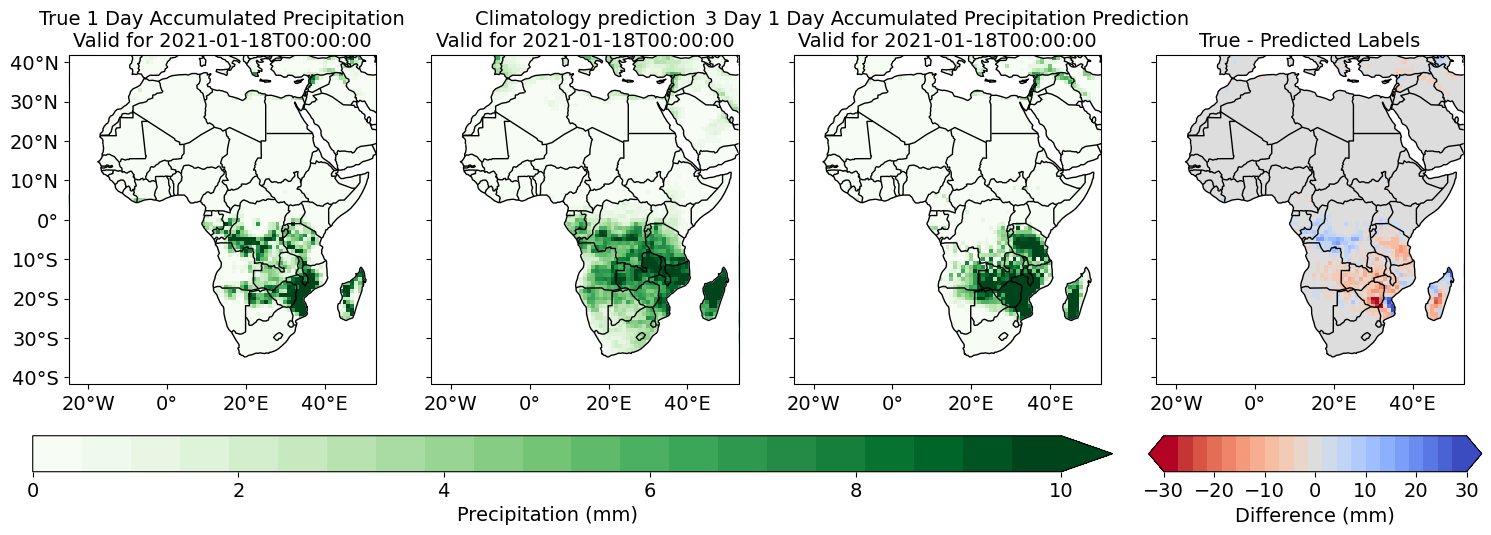 True 1 Day Accumulated Precipitation
Valid for 2021-01-18T00:00:00
Climatology prediction
Valid for 2021-01-18T00:00:00
3 Day 1 Day Accumulated Precipitation Prediction
Valid for 2021-01-18T00:00:00
True - Predicted Labels
40°N
30°N
20°N
10°N
0°
10°S
20°S
30°S
40°S
20°W 0° 20°E 40°E
20°W 0° 20°E 40°E
20°W 0° 20°E 40°E
20°W 0° 20°E 40°E
0 2 4 6 8 10
Precipitation (mm)
−30 −20 −10 0 10 20 30
Difference (mm)